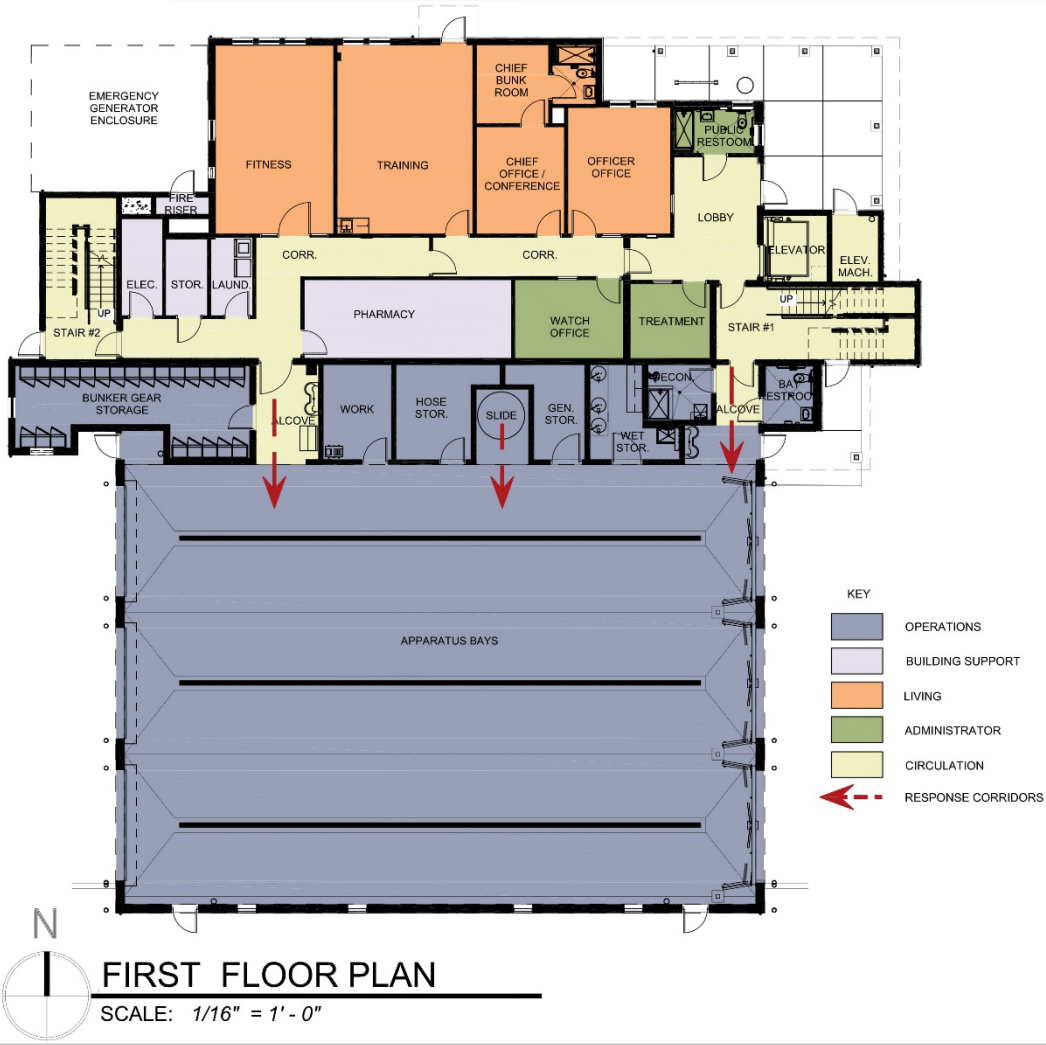 EMERGENCY
GENERATOR
ENCLOSURE
CHIEF
BUNK
ROOM
PUBLIC
RESTOOM
FITNESS
TRAINING
CHIEF
OFFICE /
CONFERENCE
OFFICER
OFFICE
FIRE
RISER
LOBBY
ELEVATOR
ELEV.
MACH.
CORR.
CORR.
ELEC.
STOR.
LAUND.
UP
UP
STAIR #2
PHARMACY
WATCH
OFFICE
TREATMENT
STAIR #1
BUNKER GEAR
STORAGE
ALCOVE
WORK
HOSE
STOR.
SLIDE
GEN.
STOR.
WET
STOR.
DECON.
ALCOVE
BAY
RESTROOM
APPARATUS BAYS
KEY
OPERATIONS
BUILDING SUPPORT
LIVING
ADMINISTRATOR
CIRCULATION
RESPONSE CORRIDORS
N
FIRST FLOOR PLAN
SCALE: 1/16" = 1' - 0"